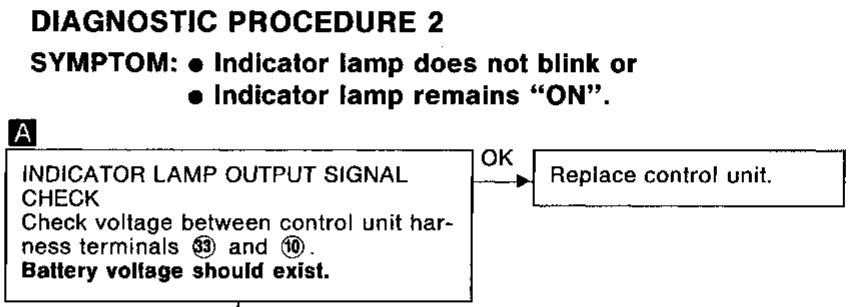 DIAGNOSTIC PROCEDURE 2
SYMPTOM: ● Indicator lamp does not blink or
● Indicator lamp remains “ON”.
A
INDICATOR LAMP OUTPUT SIGNAL
CHECK
Check voltage between control unit har-
ness terminals ㉝ and ⑩.
Battery voltage should exist.
OK
Replace control unit.